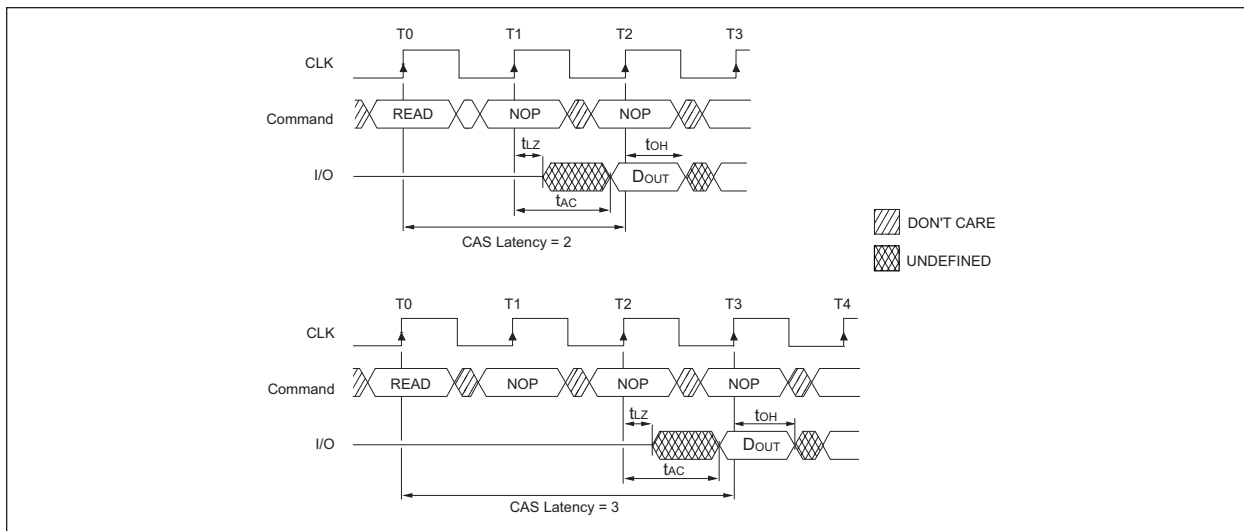 T0 T1 T2 T3
CLK
Command READ NOP NOP
tLZ tOH
I/O DOUT
tAC
CAS Latency = 2
DON'T CARE
UNDEFINED
T0 T1 T2 T3 T4
CLK
Command READ NOP NOP NOP
tLZ tOH
I/O DOUT
tAC
CAS Latency = 3